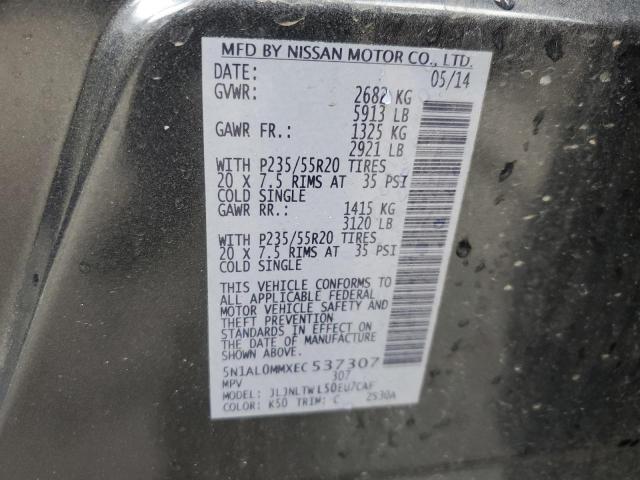 MFD BY NISSAN MOTOR CO., LTD.
DATE: 05/14
GVWR: 2682 KG
5913 LB
GAWR FR.: 1325 KG
2921 LB
WITH P235/55R20 TIRES
20 X 7.5 RIMS AT 35 PSI
COLD SINGLE
GAWR RR.: 1415 KG
3120 LB
WITH P235/55R20 TIRES
20 X 7.5 RIMS AT 35 PSI
COLD SINGLE
THIS VEHICLE CONFORMS TO
ALL APPLICABLE FEDERAL
MOTOR VEHICLE SAFETY AND
THEFT PREVENTION
STANDARDS IN EFFECT ON
THE DATE OF MANUFACTURE
SHOWN ABOVE.
5N1AL0MMXEC537307
MPV 307
MODEL: JLJNLTWL50EU7CAF
COLOR: K50 TRIM: C 2530A